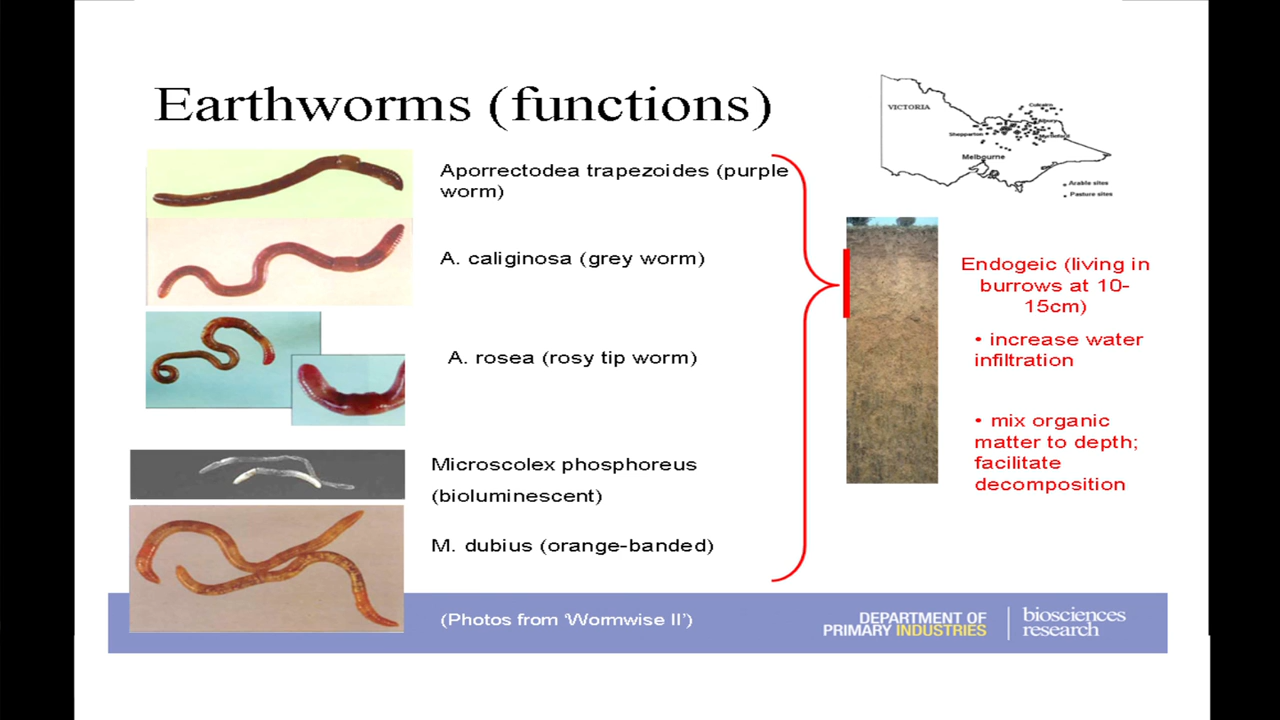 Earthworms (functions)
VICTORIA
Culcairn
Albury
Shepparton
Melbourne
Arable sites
Pasture sites
Aporrectodea trapezoides (purple
worm)
A. caliginosa (grey worm)
A. rosea (rosy tip worm)
Microscolex phosphoreus
(bioluminescent)
M. dubius (orange-banded)
Endogeic (living in
burrows at 10-
15cm)
• increase water
infiltration
• mix organic
matter to depth;
facilitate
decomposition
(Photos from 'Wormwise II')
DEPARTMENT OF
PRIMARY INDUSTRIES
biosciences
research